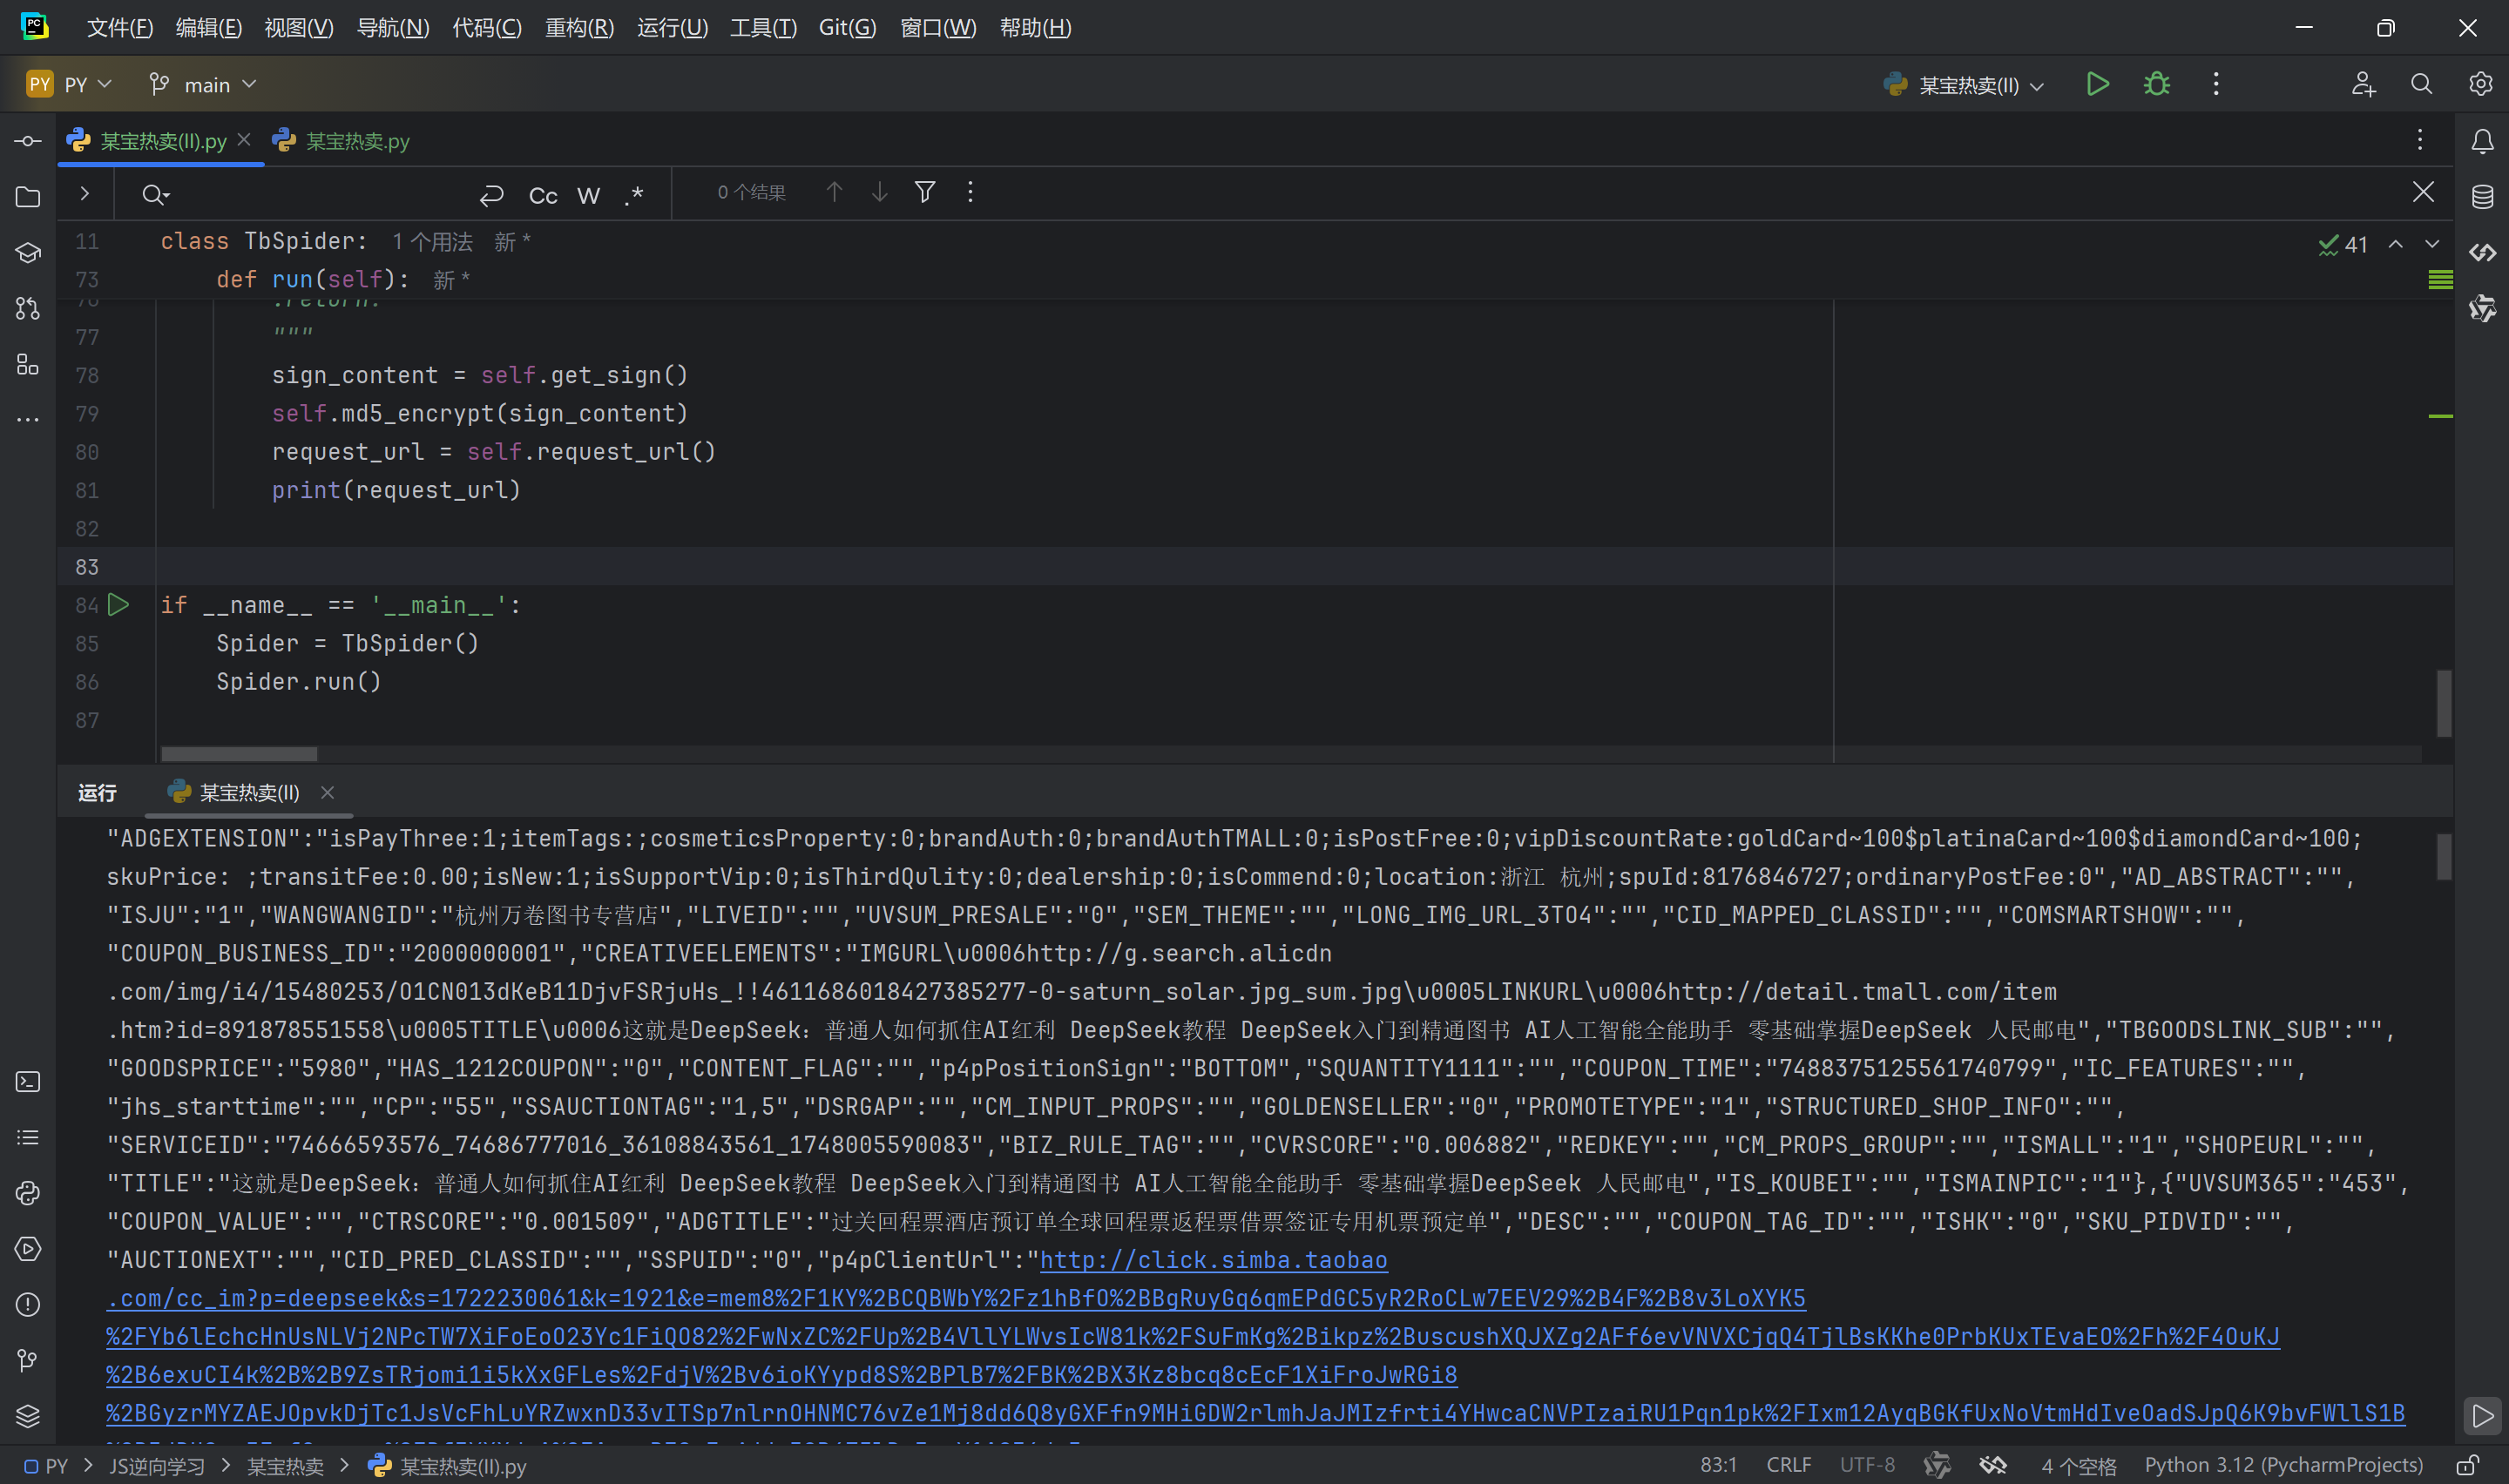 文件(F) 编辑(E) 视图(V) 导航(N) 代码(C) 重构(R) 运行(U) 工具(T) Git(G) 窗口(W) 帮助(H)
PY PY main 某宝热卖(II)
某宝热卖(II).py 某宝热卖.py
Cc W .* 0 个结果
11 class TbSpider: 1 个用法 新 *
41
73 def run(self): 新 *
76 :return:
77 """
78 sign_content = self.get_sign()
79 self.md5_encrypt(sign_content)
80 request_url = self.request_url()
81 print(request_url)
82
83
84 if __name__ == '__main__':
85 Spider = TbSpider()
86 Spider.run()
87
运行 某宝热卖(II)
"ADGEXTENSION":"isPayThree:1;itemTags:;cosmeticsProperty:0;brandAuth:0;brandAuthTMALL:0;isPostFree:0;vipDiscountRate:goldCard~100$platinaCard~100$diamondCard~100;
skuPrice: ;transitFee:0.00;isNew:1;isSupportVip:0;isThirdQulity:0;dealership:0;isCommend:0;location:浙江 杭州;spuId:8176846727;ordinaryPostFee:0","AD_ABSTRACT":"",
"ISJU":"1","WANGWANGID":"杭州万卷图书专营店","LIVEID":"","UVSUM_PRESALE":"0","SEM_THEME":"","LONG_IMG_URL_3TO4":"","CID_MAPPED_CLASSID":"","COMSMARTSHOW":"",
"COUPON_BUSINESS_ID":"2000000001","CREATIVEELEMENTS":"IMGURL\u0006http://g.search.alicdn
.com/img/i4/15480253/O1CN013dKeB11DjvFSRjuHs_!!4611686018427385277-0-saturn_solar.jpg_sum.jpg\u0005LINKURL\u0006http://detail.tmall.com/item
.htm?id=891878551558\u0005TITLE\u0006这就是DeepSeek：普通人如何抓住AI红利 DeepSeek教程 DeepSeek入门到精通图书 AI人工智能全能助手 零基础掌握DeepSeek 人民邮电","TBGOODSLINK_SUB":"",
"GOODSPRICE":"5980","HAS_1212COUPON":"0","CONTENT_FLAG":"","p4pPositionSign":"BOTTOM","SQUANTITY1111":"","COUPON_TIME":"7488375125561740799","IC_FEATURES":"",
"jhs_starttime":"","CP":"55","SSAUCTIONTAG":"1,5","DSRGAP":"","CM_INPUT_PROPS":"","GOLDENSELLER":"0","PROMOTETYPE":"1","STRUCTURED_SHOP_INFO":"",
"SERVICEID":"74666593576_74686777016_36108843561_1748005590083","BIZ_RULE_TAG":"","CVRSCORE":"0.006882","REDKEY":"","CM_PROPS_GROUP":"","ISMALL":"1","SHOPEURL":"",
"TITLE":"这就是DeepSeek：普通人如何抓住AI红利 DeepSeek教程 DeepSeek入门到精通图书 AI人工智能全能助手 零基础掌握DeepSeek 人民邮电","IS_KOUBEI":"","ISMAINPIC":"1"},{"UVSUM365":"453",
"COUPON_VALUE":"","CTRSCORE":"0.001509","ADGTITLE":"过关回程票酒店预订单全球回程票返程票借票签证专用机票预定单","DESC":"","COUPON_TAG_ID":"","ISHK":"0","SKU_PIDVID":"",
"AUCTIONEXT":"","CID_PRED_CLASSID":"","SSPUID":"0","p4pClientUrl":"http://click.simba.taobao
.com/cc_im?p=deepseek&s=1722230061&k=1921&e=mem8%2F1KY%2BCQBWbY%2Fz1hBfO%2BBgRuyGq6qmEPdGC5yR2RoCLw7EEV29%2B4F%2B8v3LoXYK5
%2FYb6lEchcHnUsNLVj2NPcTW7XiFoEoO23Yc1FiQO82%2FwNxZC%2FUp%2B4VllYLWvsIcW81k%2FSuFmKg%2Bikpz%2BuscushXQJXZg2AFf6evVNVXCjqQ4TjlBsKKhe0PrbKUxTEvaEO%2Fh%2F4OuKJ
%2B6exuCI4k%2B%2B9ZsTRjomi1i5kXxGFLes%2FdjV%2Bv6ioKYypd8S%2BPlB7%2FBK%2BX3Kz8bcq8cEcF1XiFroJwRGi8
%2BGyzrMYZAEJOpvkDjTc1JsVcFhLuYRZwxnD33vITSp7nlrnOHNMC76vZe1Mj8dd6Q8yGXFfn9MHiGDW2rlmhJaJMIzfrti4YHwcaCNVPIzaiRU1Pqn1pk%2FIxm12AyqBGKfUxNoVtmHdIveOadSJpQ6K9bvFWllS1B
PY > JS逆向学习 > 某宝热卖 > 某宝热卖(II).py 83:1 CRLF UTF-8 4 个空格 Python 3.12 (PycharmProjects)